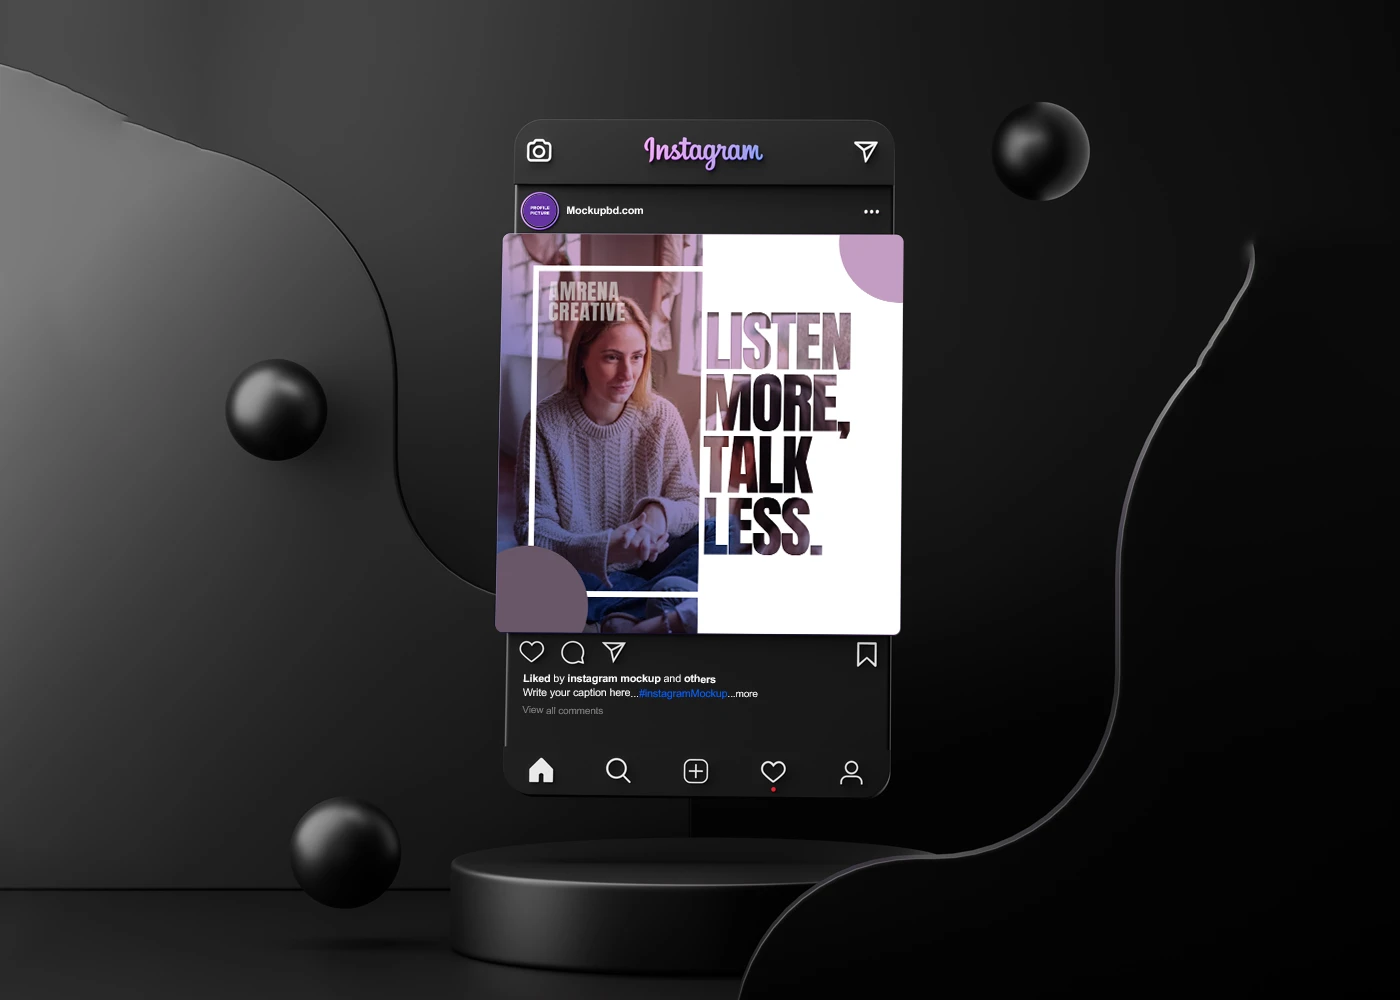 Instagram
PROFILE
PICTURE
Mockupbd.com
AMRENA
CREATIVE
LISTEN
MORE,
TALK
LESS.
Liked by instagram mockup and others
Write your caption here...#instagramMockup...more
View all comments